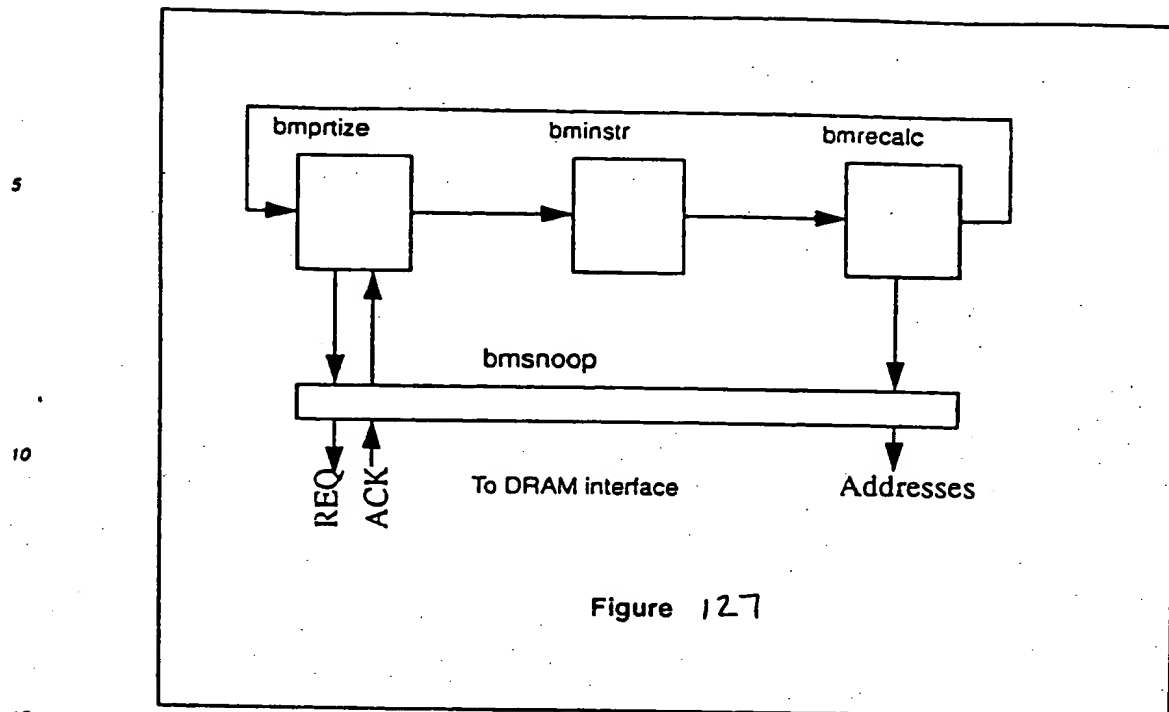 bmprtize
bminstr
bmrecalc
5
bmsnoop
10
REQ
ACK
To DRAM interface
Addresses
Figure 127